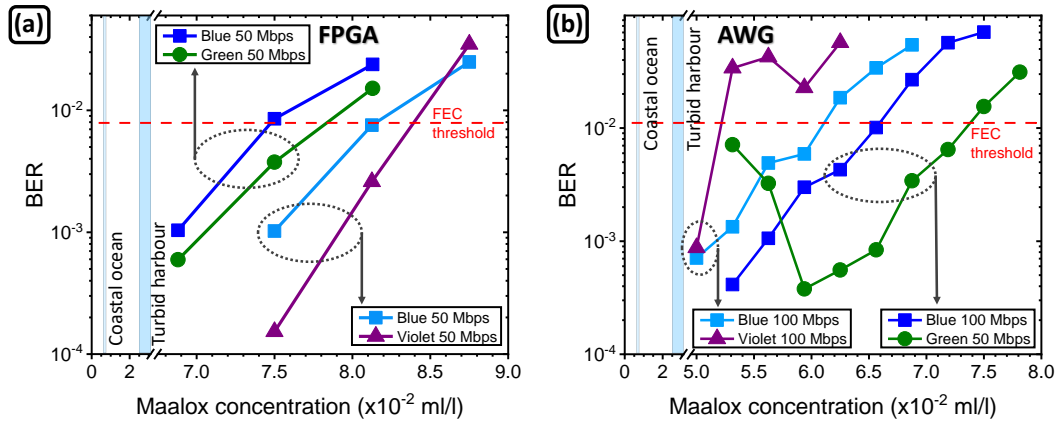 (a)
FPGA
Blue 50 Mbps
Green 50 Mbps
FEC
threshold
Coastal ocean
Turbid harbour
Blue 50 Mbps
Violet 50 Mbps
BER
10-2
10-3
10-4
0 2 7.0 7.5 8.0 8.5 9.0
Maalox concentration (x10-2 ml/l)
(b)
AWG
Coastal ocean
Turbid harbour
FEC
threshold
Blue 100 Mbps
Violet 100 Mbps
Blue 100 Mbps
Green 50 Mbps
BER
10-2
10-3
10-4
0 2 5.0 5.5 6.0 6.5 7.0 7.5 8.0
Maalox concentration (x10-2 ml/l)